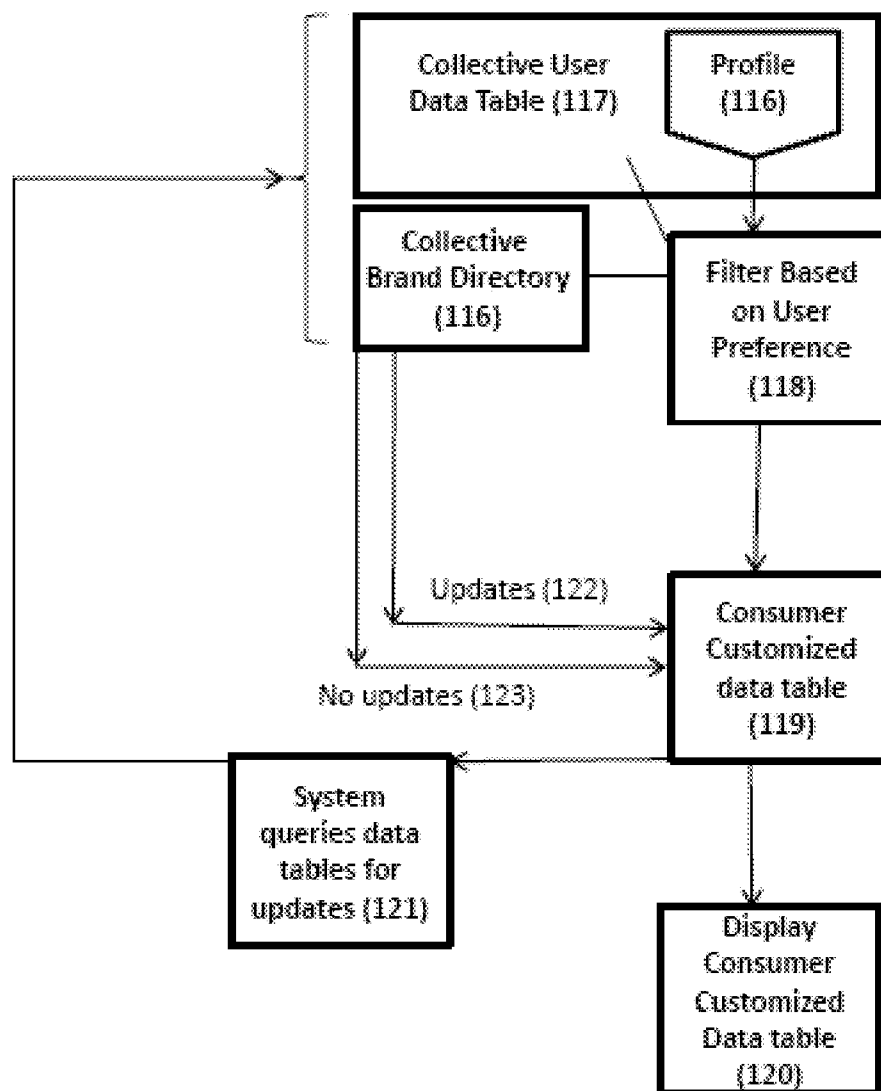 Collective User
Data Table (117)
Profile
(116)
Collective
Brand Directory
(116)
Filter Based
on User
Preference
(118)
Updates (122)
No updates (123)
Consumer
Customized
data table
(119)
System
queries data
tables for
updates (121)
Display
Consumer
Customized
Data table
(120)